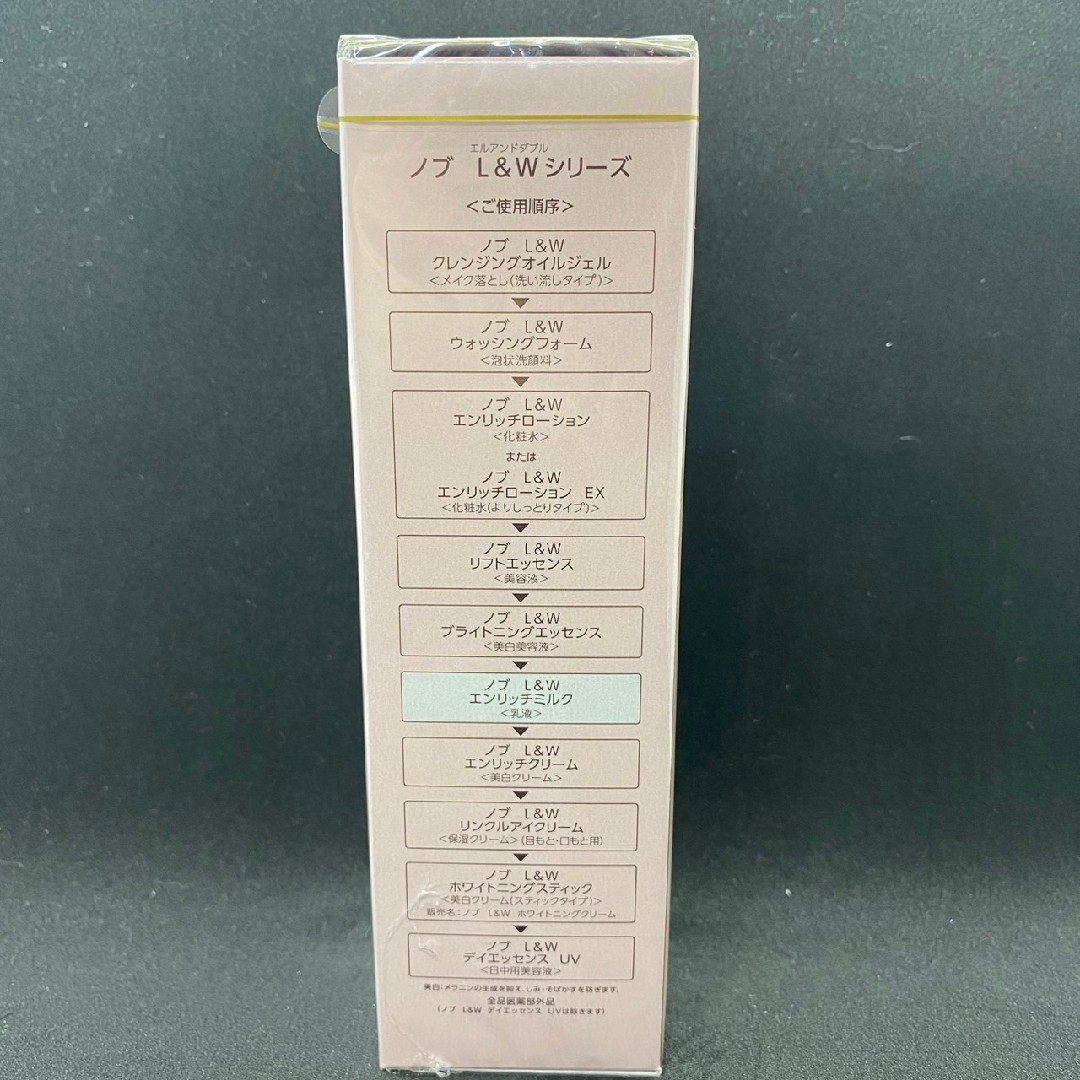 エルアンドダブル
ノブ L&Wシリーズ
<ご使用順序>
ノブ L&W
クレンジングオイルジェル
<メイク落とし(洗い流しタイプ)>
ノブ L&W
ウォッシングフォーム
<泡状洗顔料>
ノブ L&W
エンリッチローション
<化粧水>
または
ノブ L&W
エンリッチローション EX
<化粧水(よりしっとりタイプ)>
ノブ L&W
リフトエッセンス
<美容液>
ノブ L&W
ブライトニングエッセンス
<美白美容液>
ノブ L&W
エンリッチミルク
<乳液>
ノブ L&W
エンリッチクリーム
<美白クリーム>
ノブ L&W
リンクルアイクリーム
<保湿クリーム>(目もと・口もと用)
ノブ L&W
ホワイトニングスティック
<美白クリーム(スティックタイプ)>
販売名:ノブ L&W ホワイトニングクリーム
ノブ L&W
デイエッセンス UV
<日中用美容液>
美白:メラニンの生成を抑え、しみ・そばかすを防ぎます。
全品医薬部外品
(ノブ L&W デイエッセンス UVは除きます)